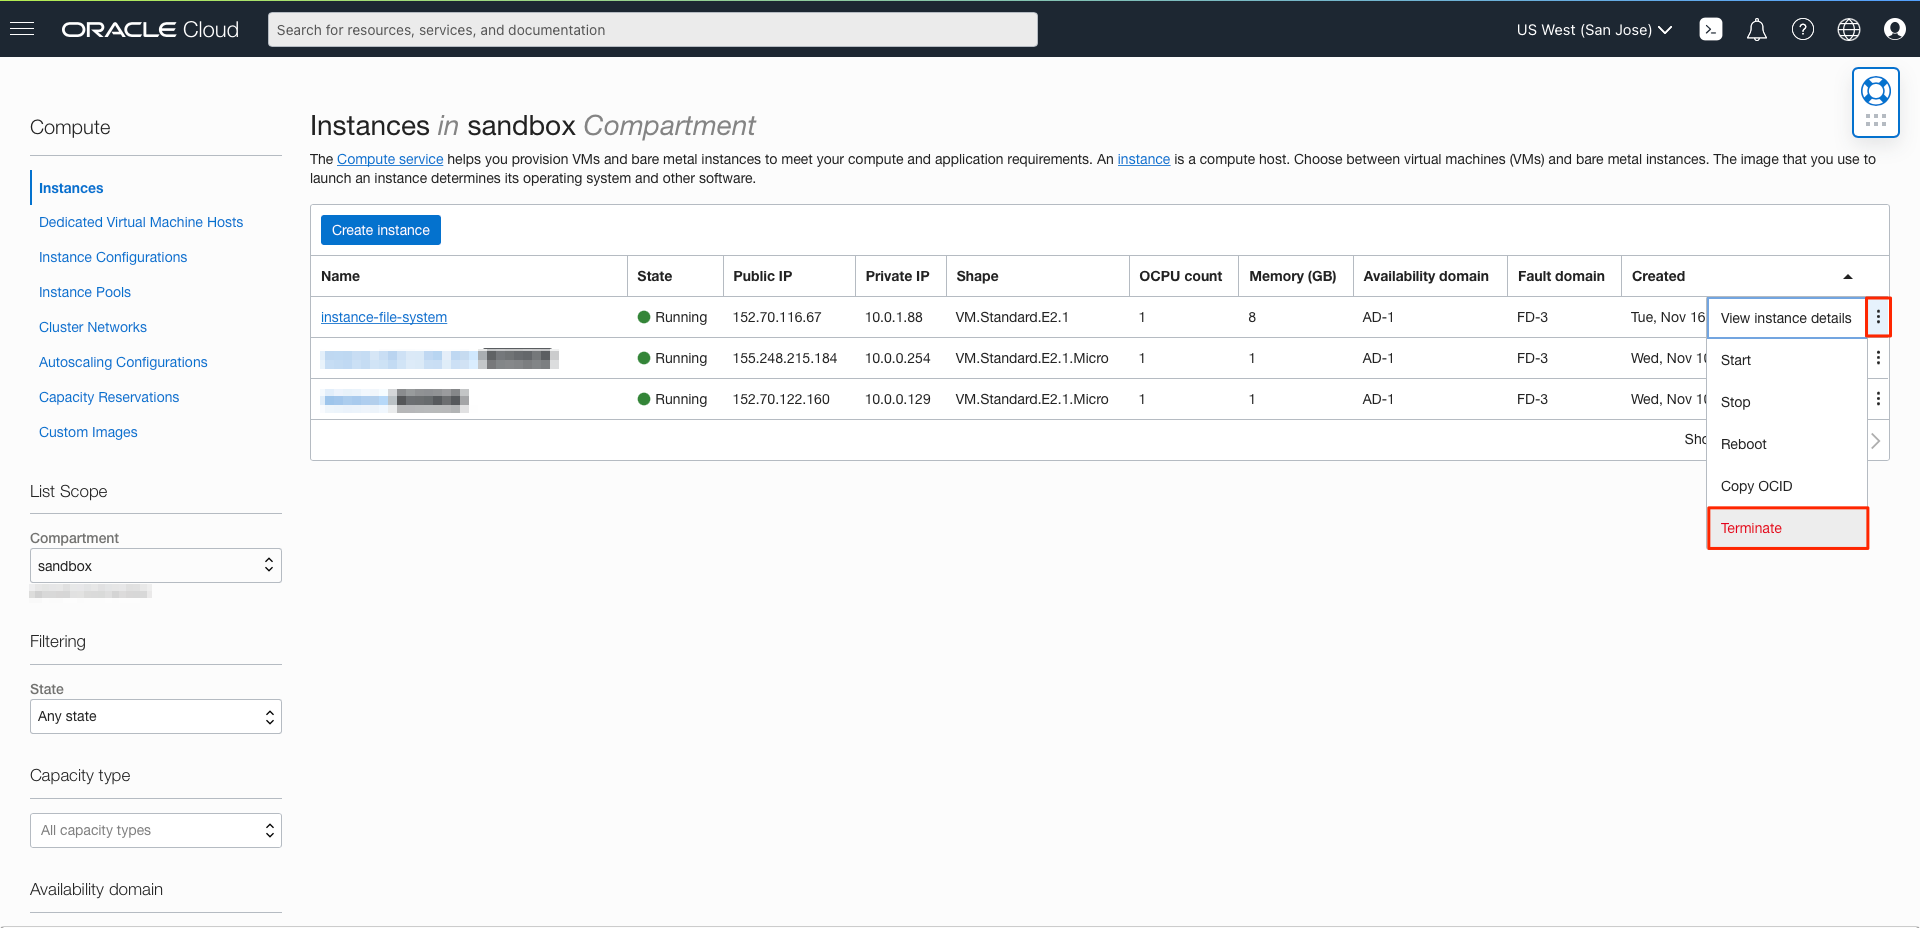 ORACLE Cloud
Search for resources, services, and documentation
US West (San Jose)
Compute
Instances
Dedicated Virtual Machine Hosts
Instance Configurations
Instance Pools
Cluster Networks
Autoscaling Configurations
Capacity Reservations
Custom Images
List Scope
Compartment
sandbox
Filtering
State
Any state
Capacity type
All capacity types
Availability domain
Instances in sandbox Compartment
The Compute service helps you provision VMs and bare metal instances to meet your compute and application requirements. An instance is a compute host. Choose between virtual machines (VMs) and bare metal instances. The image that you use to
launch an instance determines its operating system and other software.
Create instance
Name State Public IP Private IP Shape OCPU count Memory (GB) Availability domain Fault domain Created
instance-file-system Running 152.70.116.67 10.0.1.88 VM.Standard.E2.1 1 8 AD-1 FD-3 Tue, Nov 16
Running 155.248.215.184 10.0.0.254 VM.Standard.E2.1.Micro 1 1 AD-1 FD-3 Wed, Nov 10
Running 152.70.122.160 10.0.0.129 VM.Standard.E2.1.Micro 1 1 AD-1 FD-3 Wed, Nov 10
View instance details
Start
Stop
Reboot
Copy OCID
Terminate